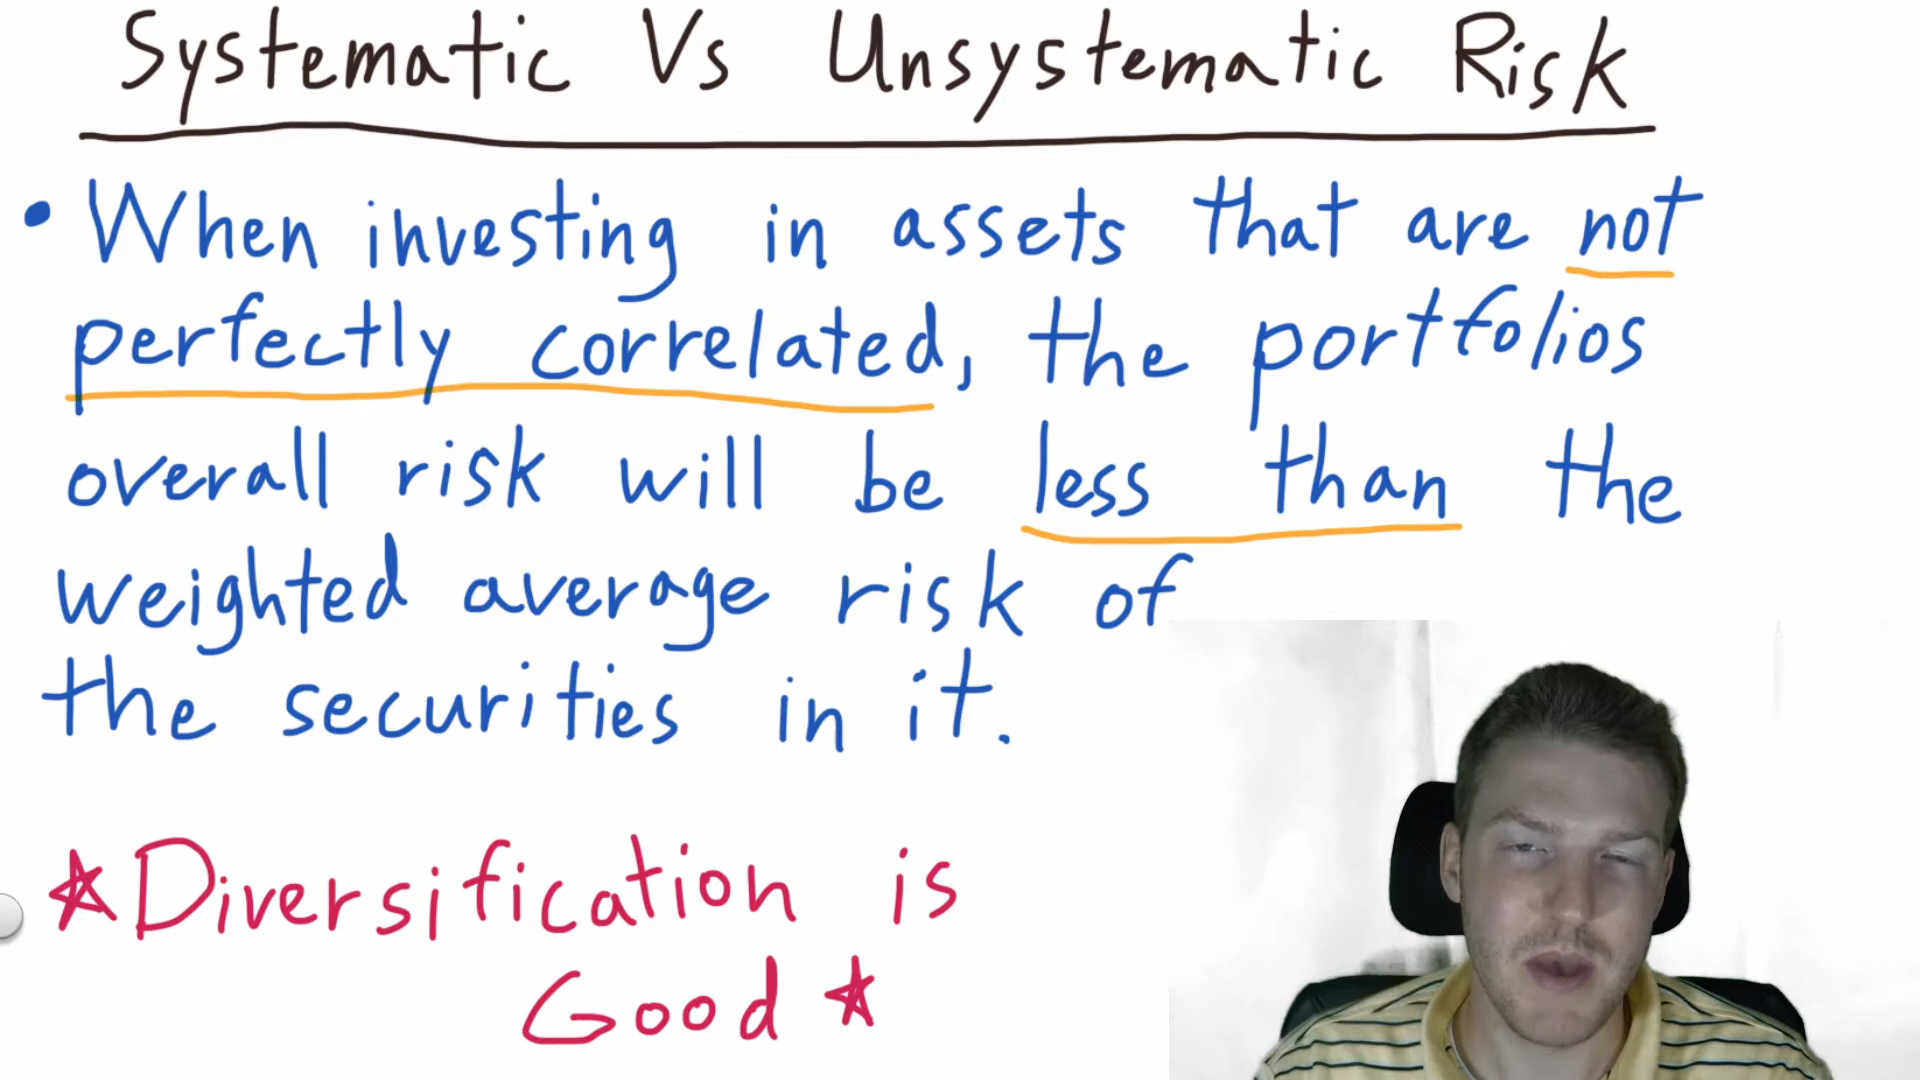 Systematic Vs Unsystematic Risk
• When investing in assets that are not
perfectly correlated, the portfolios
overall risk will be less than the
weighted average risk of
the securities in it.
☆Diversification is
Good☆